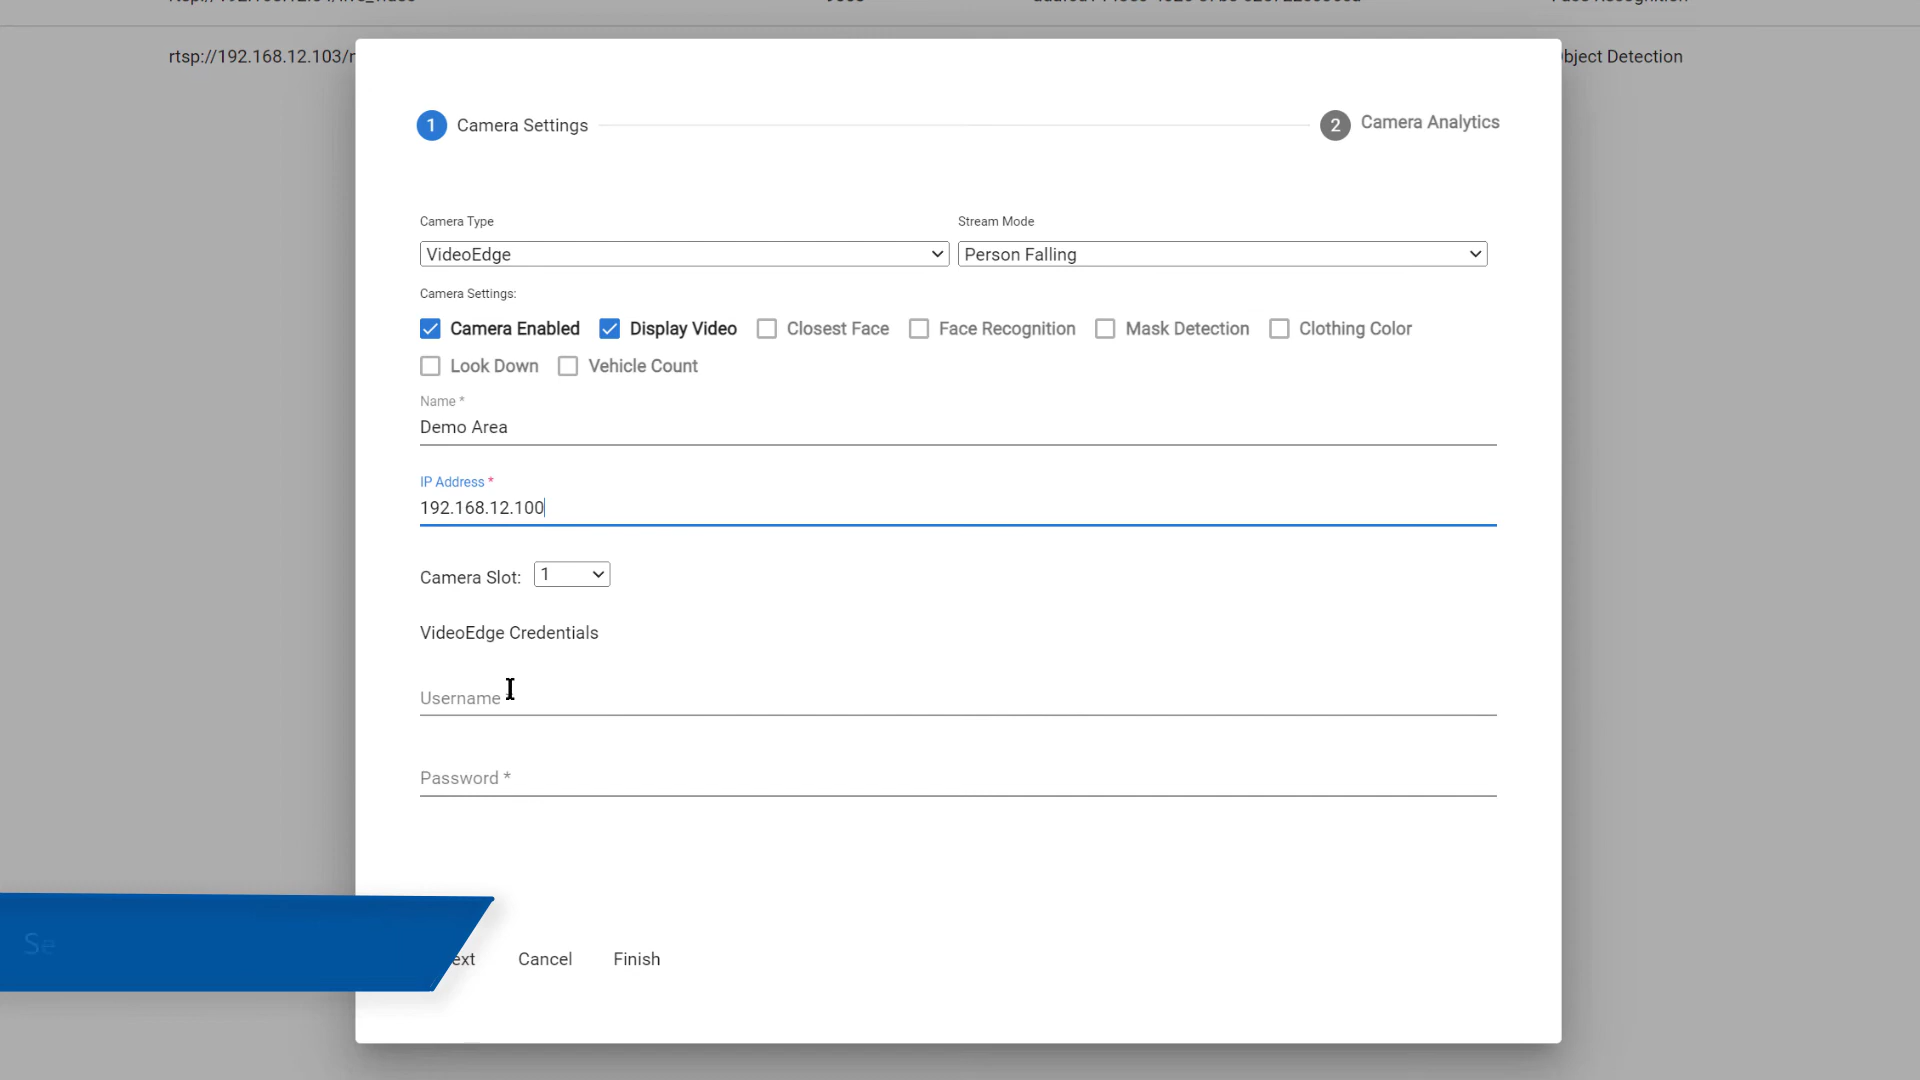 rtsp://192.168.12.103/
Object Detection
1 Camera Settings
2 Camera Analytics
Camera Type
Stream Mode
VideoEdge
Person Falling
Camera Settings:
Camera Enabled Display Video Closest Face Face Recognition Mask Detection Clothing Color
Look Down Vehicle Count
Name *
Demo Area
IP Address *
192.168.12.100
Camera Slot: 1
VideoEdge Credentials
Username
Password *
Se
ext Cancel Finish